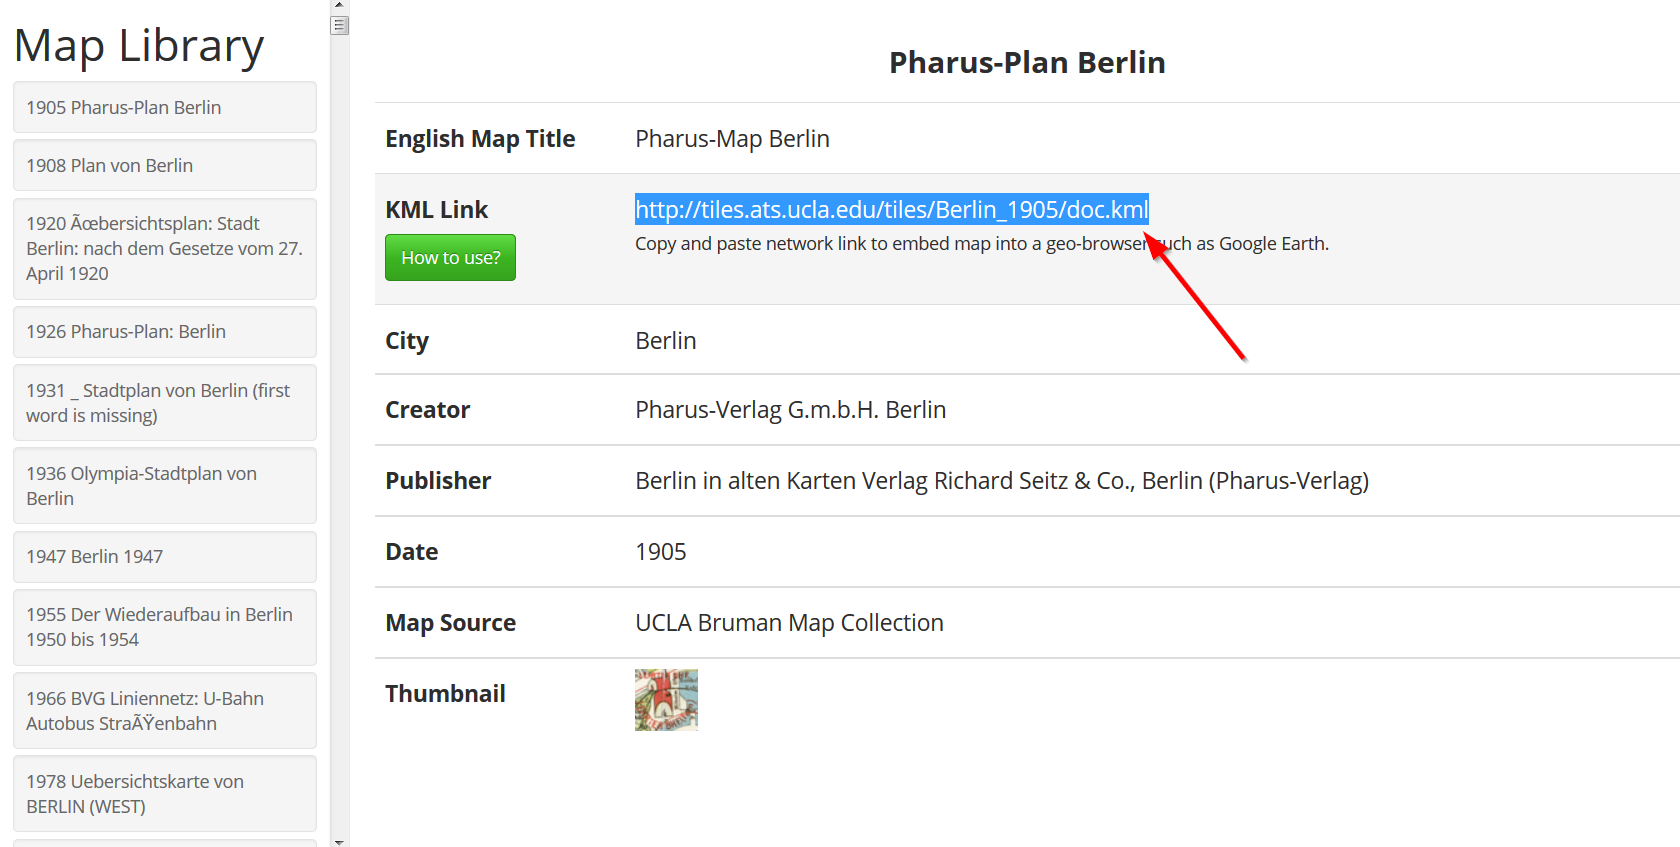 Map Library
1905 Pharus-Plan Berlin
1908 Plan von Berlin
1920 Ãœbersichtsplan: Stadt
Berlin: nach dem Gesetze vom 27.
April 1920
1926 Pharus-Plan: Berlin
1931 _ Stadtplan von Berlin (first
word is missing)
1936 Olympia-Stadtplan von
Berlin
1947 Berlin 1947
1955 Der Wiederaufbau in Berlin
1950 bis 1954
1966 BVG Liniennetz: U-Bahn
Autobus StraÃŸenbahn
1978 Uebersichtskarte von
BERLIN (WEST)
Pharus-Plan Berlin
English Map Title Pharus-Map Berlin
KML Link http://tiles.ats.ucla.edu/tiles/Berlin_1905/doc.kml
How to use? Copy and paste network link to embed map into a geo-browser such as Google Earth.
City Berlin
Creator Pharus-Verlag G.m.b.H. Berlin
Publisher Berlin in alten Karten Verlag Richard Seitz & Co., Berlin (Pharus-Verlag)
Date 1905
Map Source UCLA Bruman Map Collection
Thumbnail